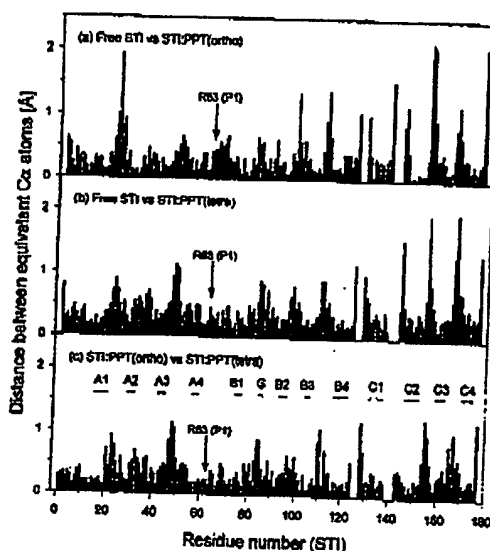 Distance between equivalent Cα atoms [Å]
(a) Free STI vs STI:PPT(ortho)
R63 (P1)
2
1
0
(b) Free STI vs STI:PPT(tetra)
R63 (P1)
2
1
0
(c) STI:PPT(ortho) vs STI:PPT(tetra)
A1 A2 A3 A4 B1 G B2 B3 B4 C1 C2 C3 C4
R63 (P1)
2
1
0
0 20 40 60 80 100 120 140 160 180
Residue number (STI)